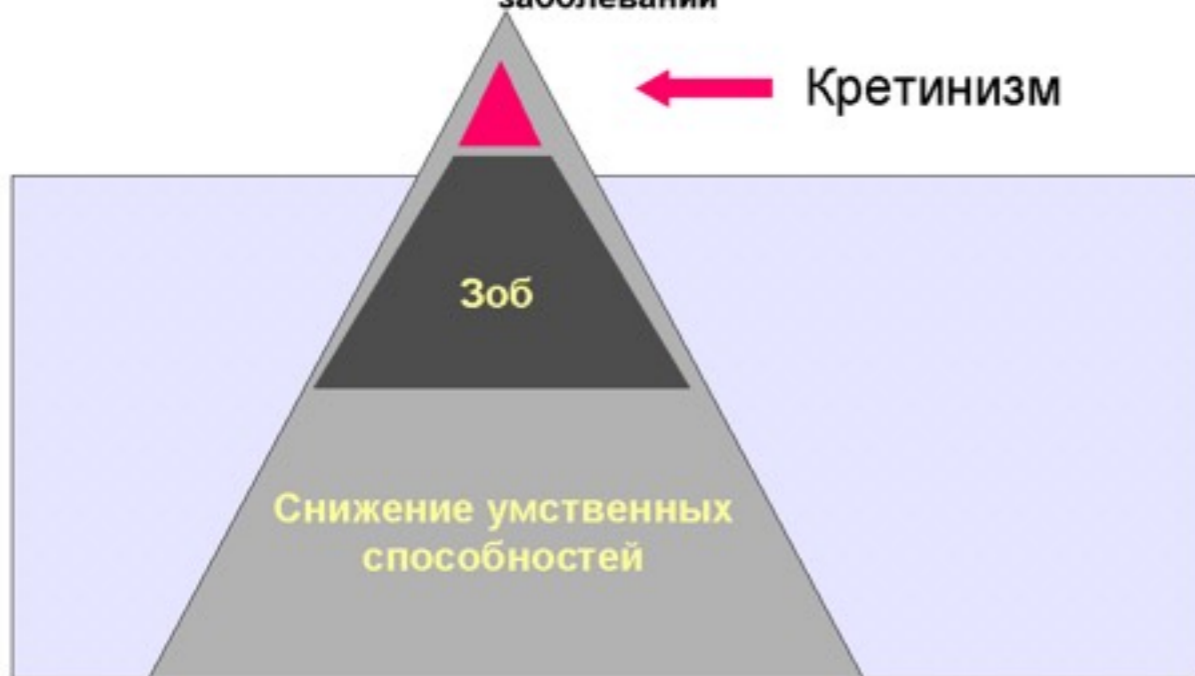 заболеваний
Кретинизм
Зоб
Снижение умственных
способностей